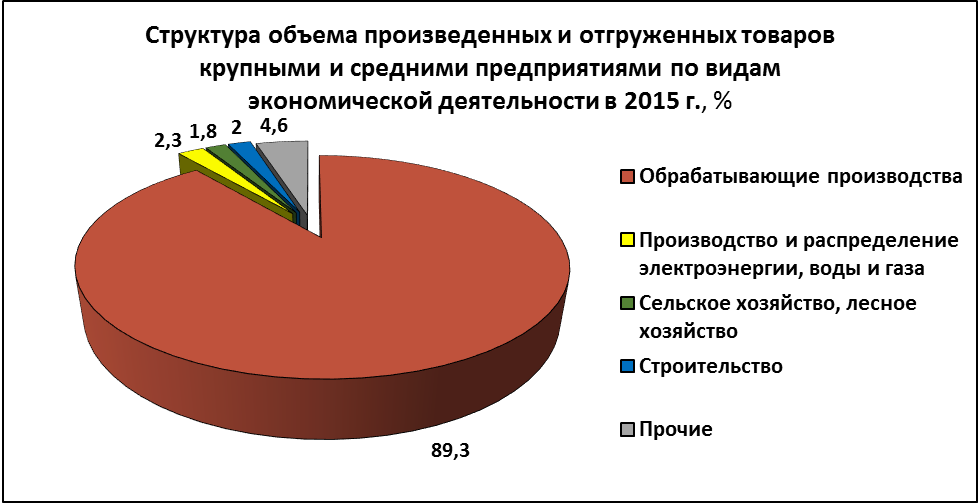 Структура объема произведенных и отгруженных товаров
крупными и средними предприятиями по видам
экономической деятельности в 2015 г., %
2,3
1,8
2
4,6
89,3
Обрабатывающие производства
Производство и распределение
электроэнергии, воды и газа
Сельское хозяйство, лесное
хозяйство
Строительство
Прочие